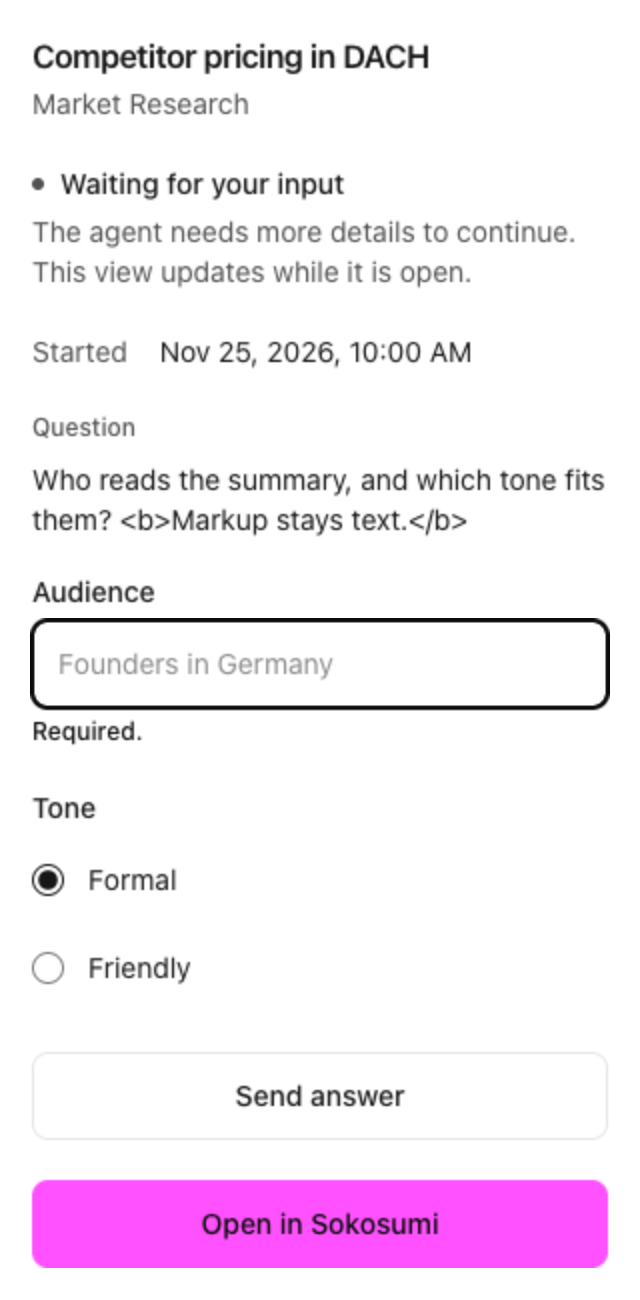 Competitor pricing in DACH
Market Research
Waiting for your input
The agent needs more details to continue.
This view updates while it is open.
Started Nov 25, 2026, 10:00 AM
Question
Who reads the summary, and which tone fits
them? <b>Markup stays text.</b>
Audience
Founders in Germany
Required.
Tone
Formal
Friendly
Send answer
Open in Sokosumi